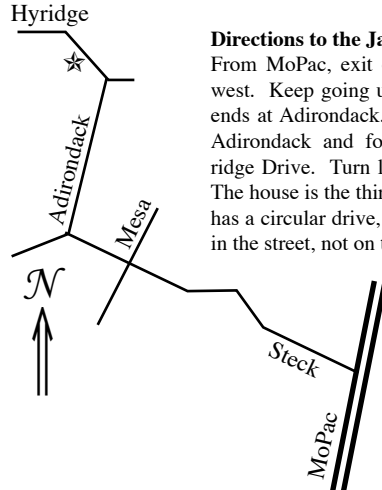 Hyridge
Directions to the Ja
From MoPac, exit
west. Keep going u
ends at Adirondack.
Adirondack and fo
ridge Drive. Turn l
The house is the thi
has a circular drive,
in the street, not on t
Adirondack
Mesa
N
Steck
MoPac